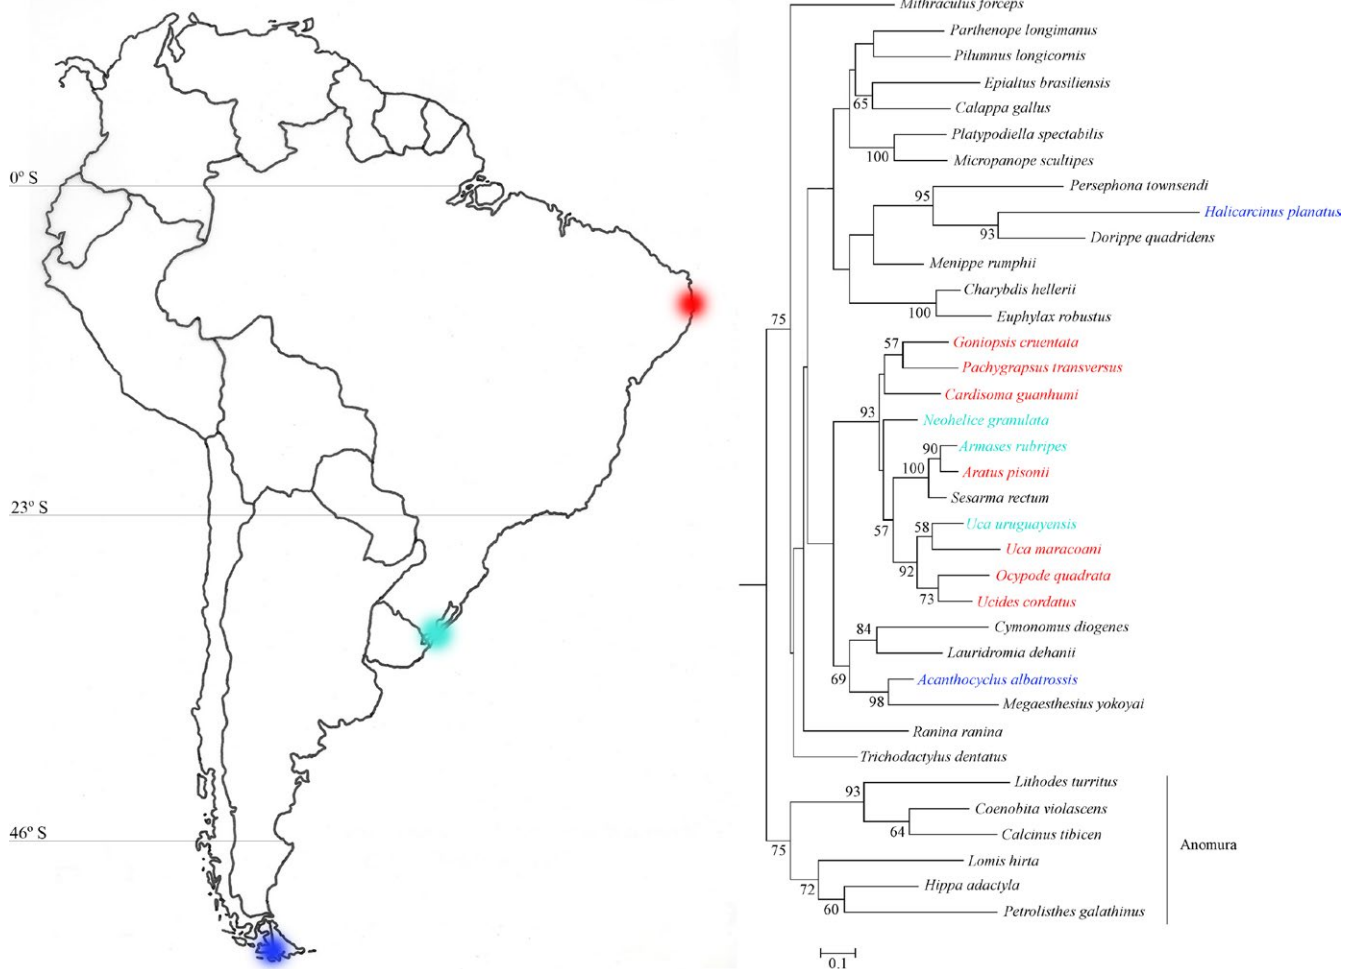 0º S
23º S
46º S
Mithraculus forceps
Parthenope longimanus
Pilumnus longicornis
Epialtus brasiliensis
65
Calappa gallus
Platypodiella spectabilis
100
Micropanope scultipes
Persephona townsendi
95
Halicarcinus planatus
93
Dorippe quadridens
Menippe rumphii
Charybdis hellerii
100
Euphylax robustus
75
57
Goniopsis cruentata
Pachygrapsus transversus
Cardisoma guanhumi
93
Neohelice granulata
90
Armases rubripes
100
Aratus pisonii
Sesarma rectum
57
58
Uca uruguayensis
Uca maracoani
92
Ocypode quadrata
73
Ucides cordatus
84
Cymonomus diogenes
Lauridromia dehanii
69
Acanthocyclus albatrossis
98
Megaesthesius yokoyai
Ranina ranina
Trichodactylus dentatus
93
Lithodes turritus
Coenobita violascens
64
Calcinus tibicen
75
Anomura
Lomis hirta
72
Hippa adactyla
60
Petrolisthes galathinus
0.1